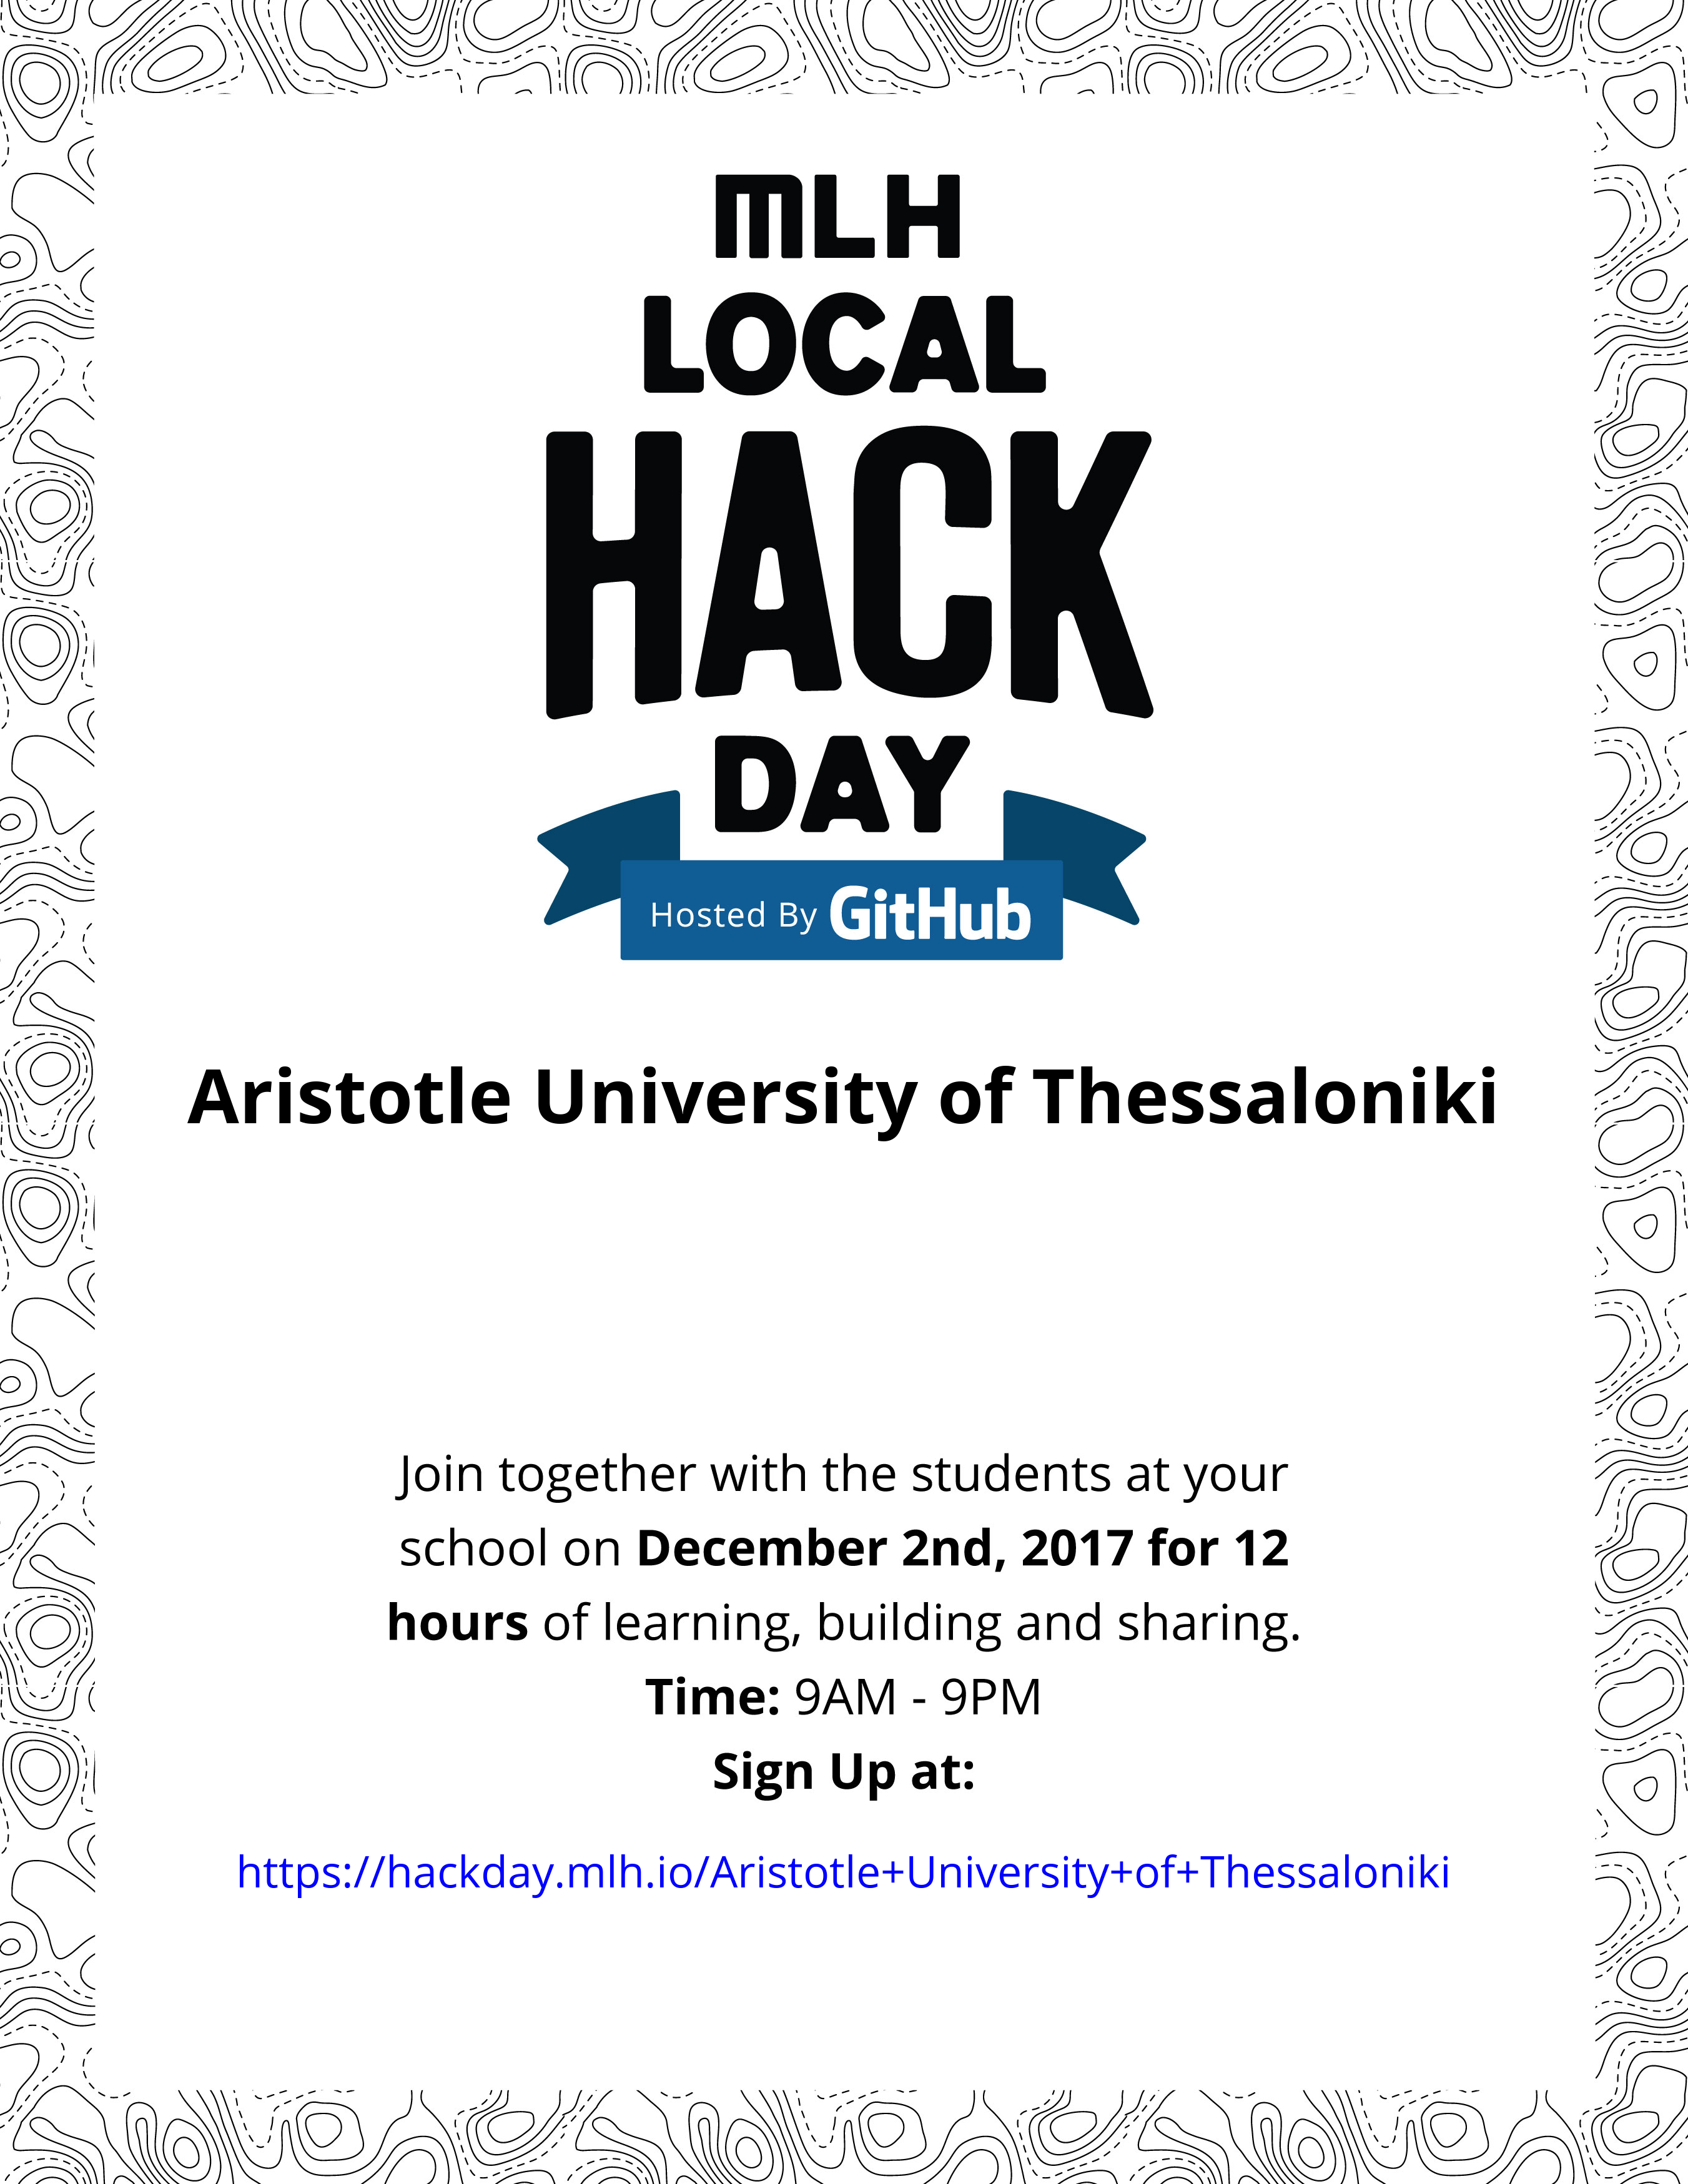 MLH
LOCAL
HACK
DAY
Hosted By GitHub
Aristotle University of Thessaloniki
Join together with the students at your
school on December 2nd, 2017 for 12
hours of learning, building and sharing.
Time: 9AM - 9PM
Sign Up at:
https://hackday.mlh.io/Aristotle+University+of+Thessaloniki